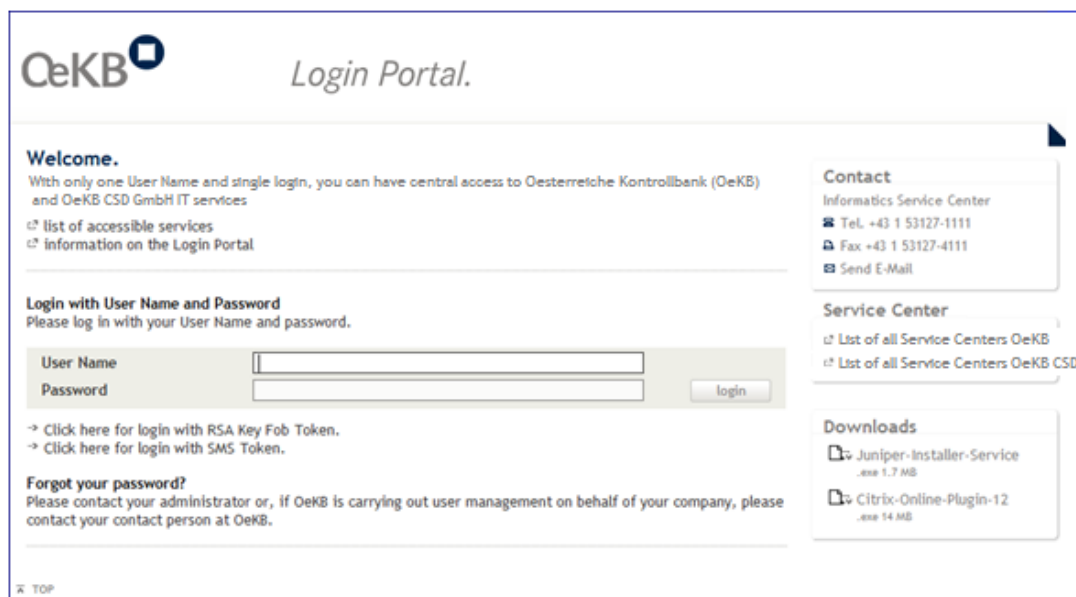 OeKB
Login Portal.
Welcome.
With only one User Name and single login, you can have central access to Oesterreiche Kontrollbank (OeKB)
and OeKB CSD GmbH IT services
list of accessible services
information on the Login Portal
Login with User Name and Password
Please log in with your User Name and password.
User Name
Password
login
Click here for login with RSA Key Fob Token.
Click here for login with SMS Token.
Forgot your password?
Please contact your administrator or, if OeKB is carrying out user management on behalf of your company, please
contact your contact person at OeKB.
TOP
Contact
Informatics Service Center
Tel. +43 1 53127-1111
Fax +43 1 53127-4111
Send E-Mail
Service Center
List of all Service Centers OeKB
List of all Service Centers OeKB CSD
Downloads
Juniper-Installer-Service
.exe 1.7 MB
Citrix-Online-Plugin-12
.exe 14 MB